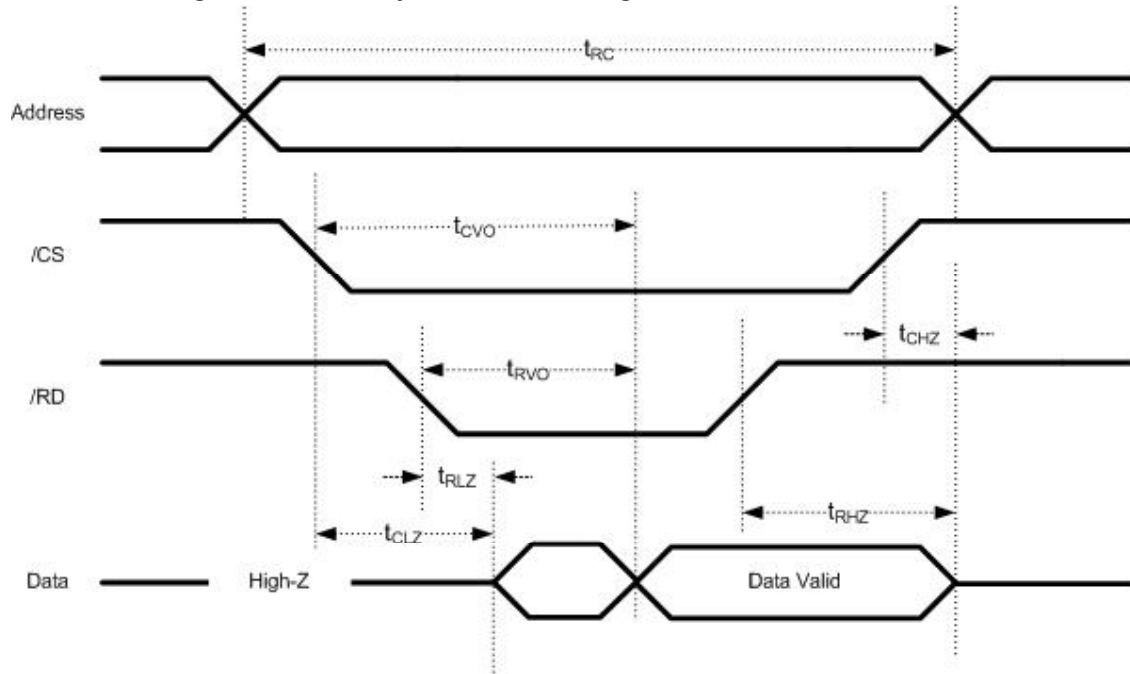 tRC
Address
tCVO
/CS
tCHZ
tRVO
/RD
tRLZ
tRHZ
tCLZ
Data High-Z Data Valid